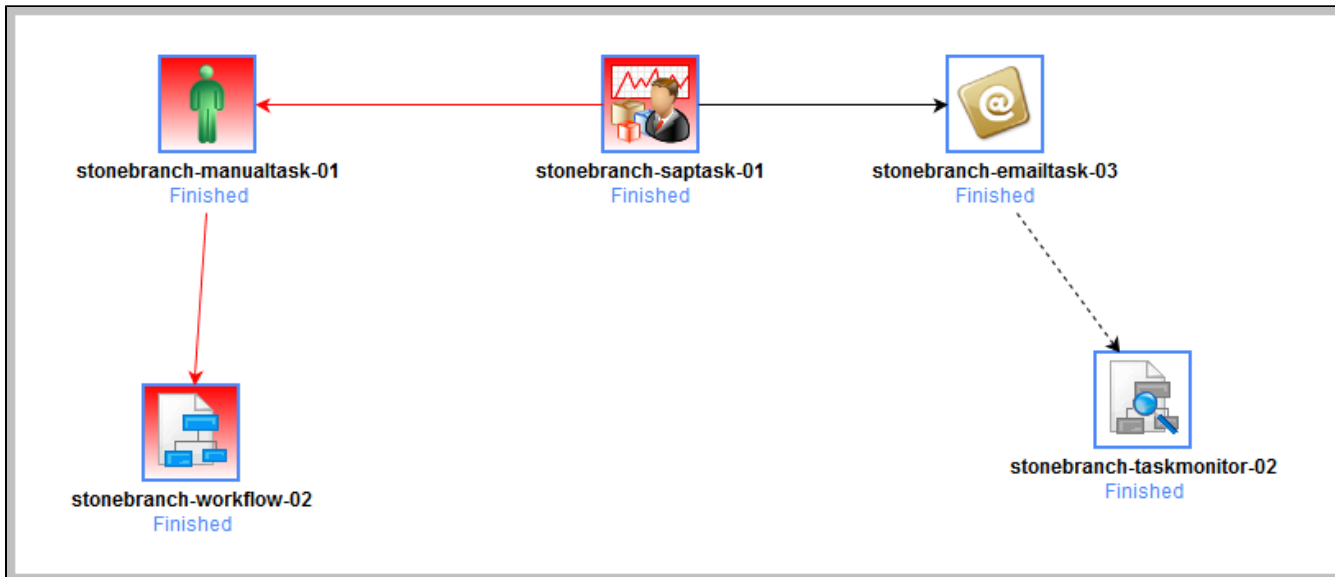 stonebranch-manualtask-01
Finished
stonebranch-saptask-01
Finished
@
stonebranch-emailtask-03
Finished
stonebranch-workflow-02
Finished
stonebranch-taskmonitor-02
Finished